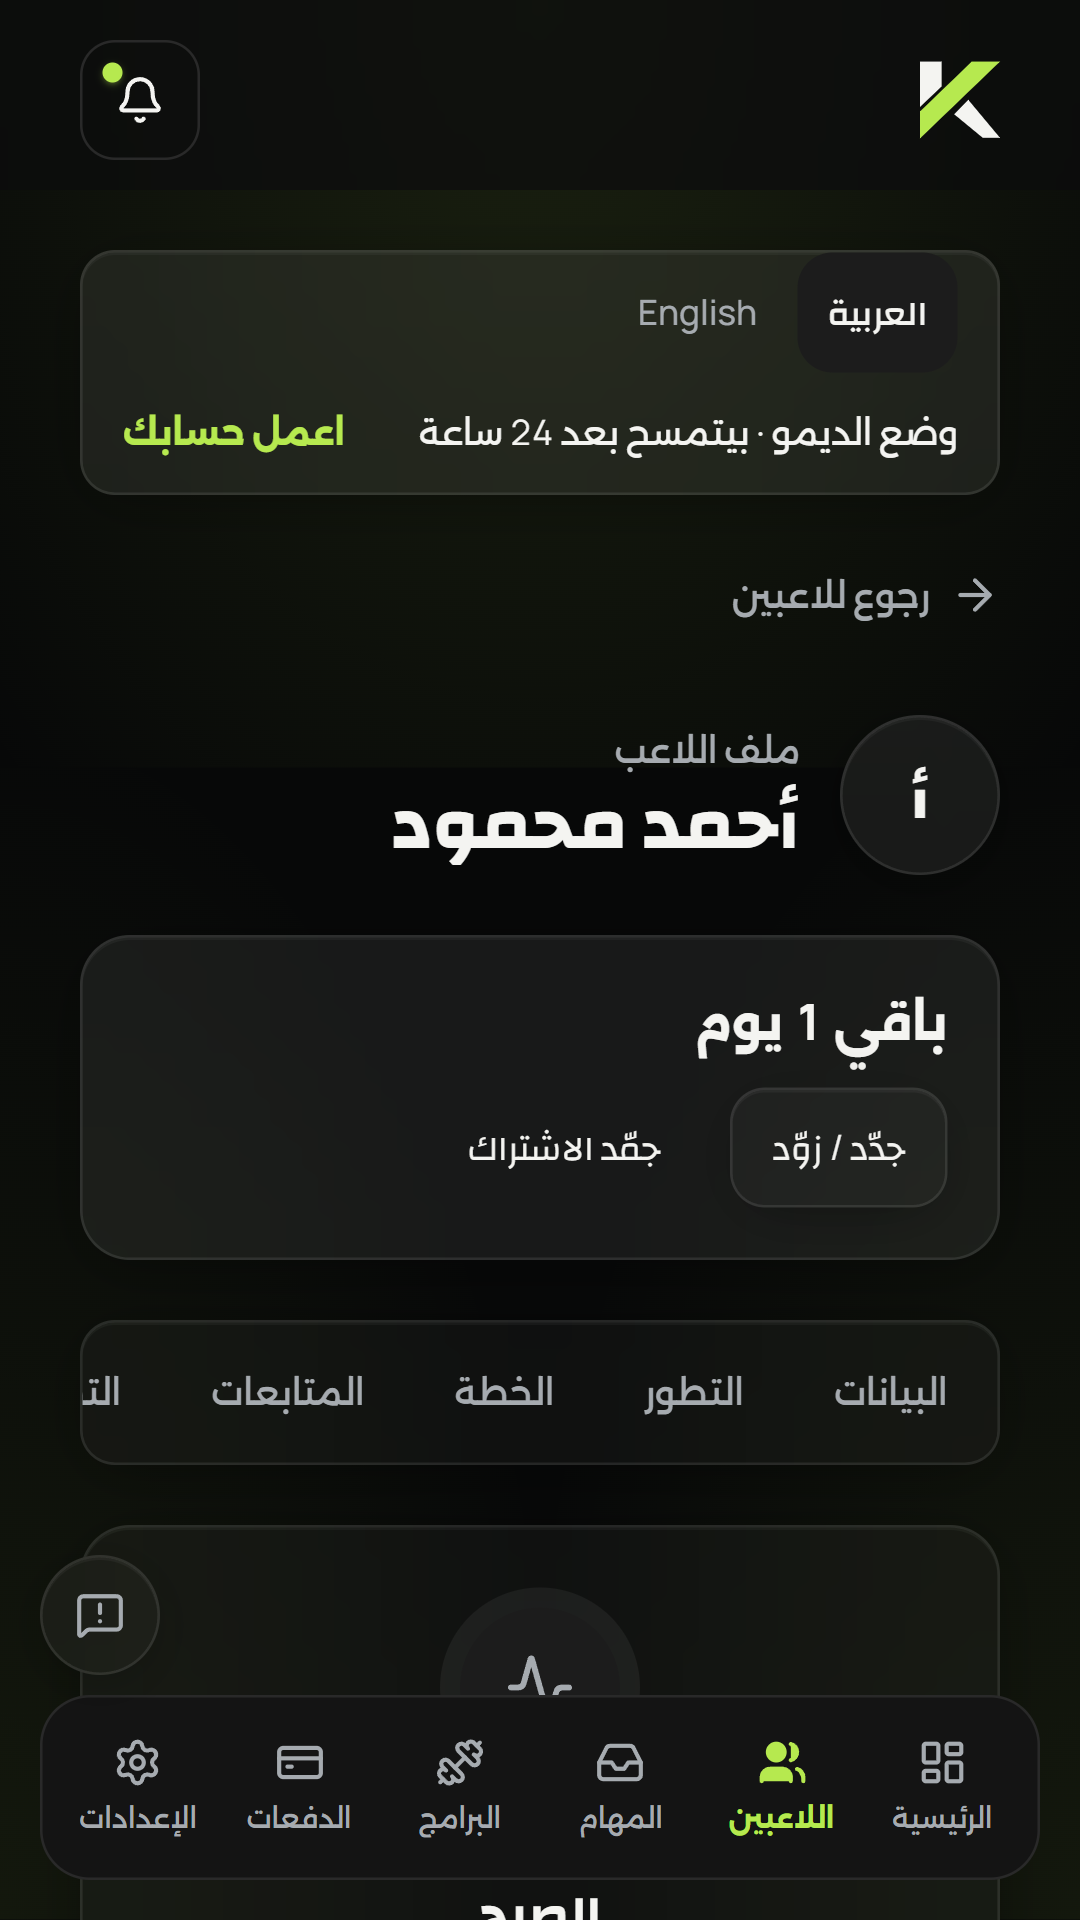 العربية
English
وضع الديمو · بيتمسح بعد 24 ساعة
اعمل حسابك
رجوع للاعبين
أ
ملف اللاعب
أحمد محمود
باقي 1 يوم
جدّد / زوّد
جمّد الاشتراك
البيانات
التطور
الخطة
المتابعات
الرئيسية
اللاعبين
المهام
البرامج
الدفعات
الإعدادات